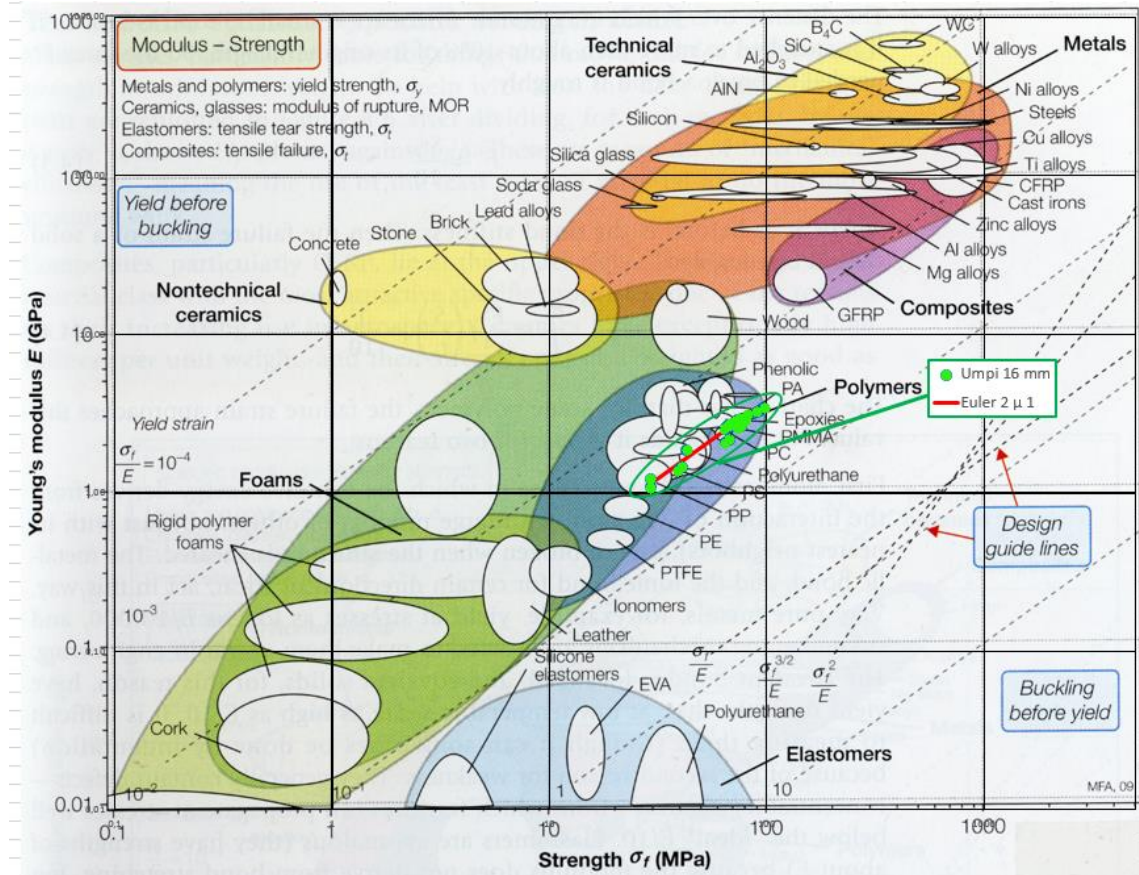 1000
Modulus – Strength
Metals and polymers: yield strength, σy
Ceramics, glasses: modulus of rupture, MOR
Elastomers: tensile tear strength, σt
Composites: tensile failure, σf
Technical
ceramics
Al2O3
SiC
B4C
WC
W alloys
Metals
AlN
Ni alloys
Silicon
Steels
Cu alloys
Silica glass
Ti alloys
100
CFRP
Soda glass
Cast irons
Yield before
buckling
Lead alloys
Zinc alloys
Brick
Stone
Al alloys
Concrete
Mg alloys
Nontechnical
ceramics
Composites
GFRP
10
Wood
Phenolic
Polymers
PA
Umpi 16 mm
Euler 2 µ 1
Epoxies
PMMA
PC
Yield strain
σf/E = 10-4
Polyurethane
Foams
PS
1.0
PP
Rigid polymer
foams
PE
Design
guide lines
PTFE
Ionomers
10-3
Leather
0.1
Silicone
elastomers
σf/E
σf3/2/E
σf2/E
EVA
Polyurethane
Buckling
before yield
Cork
Elastomers
10-2
10-1
1
10
MFA, 09
0.01
0.1
1
10
100
1000
Young's modulus E (GPa)
Strength σf (MPa)